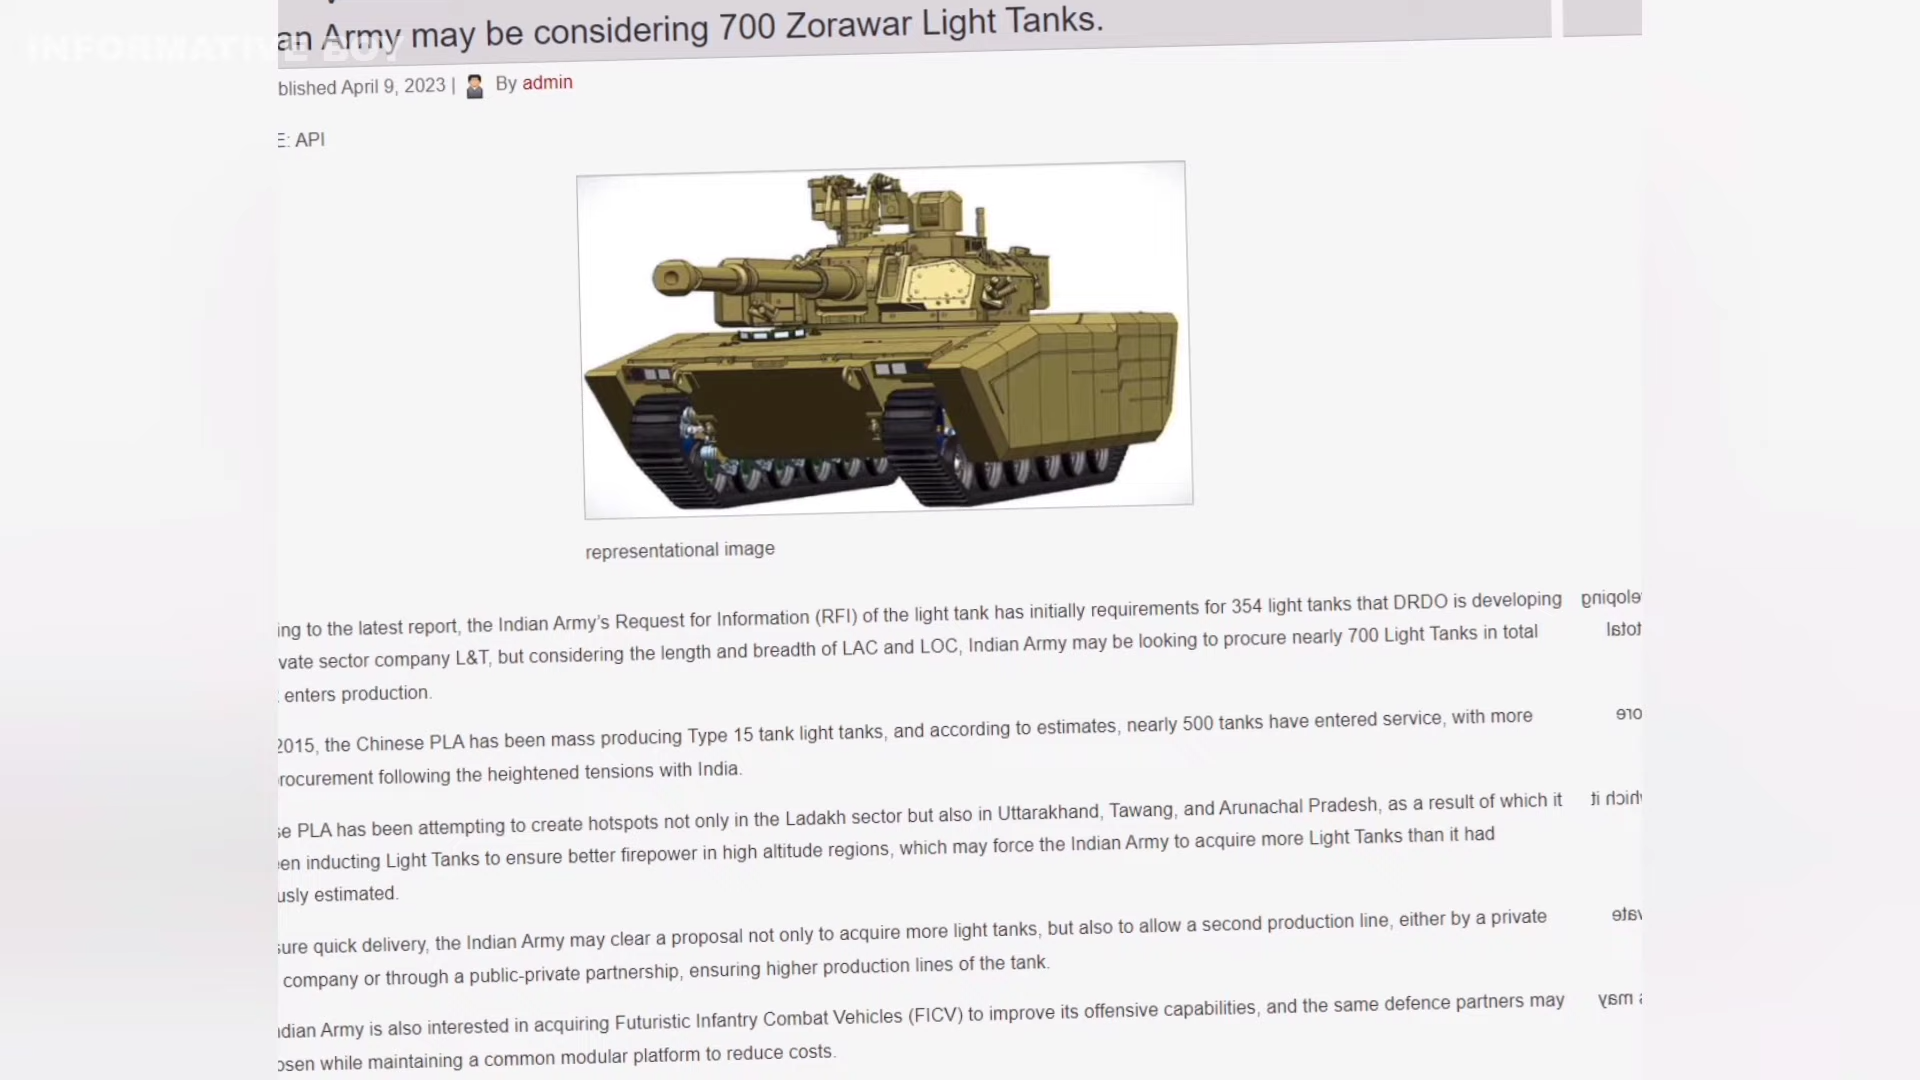 INFORMATIVE BOY
an Army may be considering 700 Zorawar Light Tanks.
blished April 9, 2023 | By admin
E: API
representational image
ing to the latest report, the Indian Army's Request for Information (RFI) of the light tank has initially requirements for 354 light tanks that DRDO is developing
vate sector company L&T, but considering the length and breadth of LAC and LOC, Indian Army may be looking to procure nearly 700 Light Tanks in total
enters production.
2015, the Chinese PLA has been mass producing Type 15 tank light tanks, and according to estimates, nearly 500 tanks have entered service, with more
rocurement following the heightened tensions with India.
se PLA has been attempting to create hotspots not only in the Ladakh sector but also in Uttarakhand, Tawang, and Arunachal Pradesh, as a result of which it
en inducting Light Tanks to ensure better firepower in high altitude regions, which may force the Indian Army to acquire more Light Tanks than it had
usly estimated.
sure quick delivery, the Indian Army may clear a proposal not only to acquire more light tanks, but also to allow a second production line, either by a private
company or through a public-private partnership, ensuring higher production lines of the tank.
ndian Army is also interested in acquiring Futuristic Infantry Combat Vehicles (FICV) to improve its offensive capabilities, and the same defence partners may
osen while maintaining a common modular platform to reduce costs.